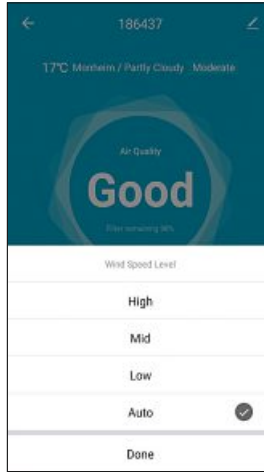 186437
17°C Monheim / Partly Cloudy Moderate
Air Quality
Good
Filter remaining 98%
Wind Speed Level
High
Mid
Low
Auto
Done